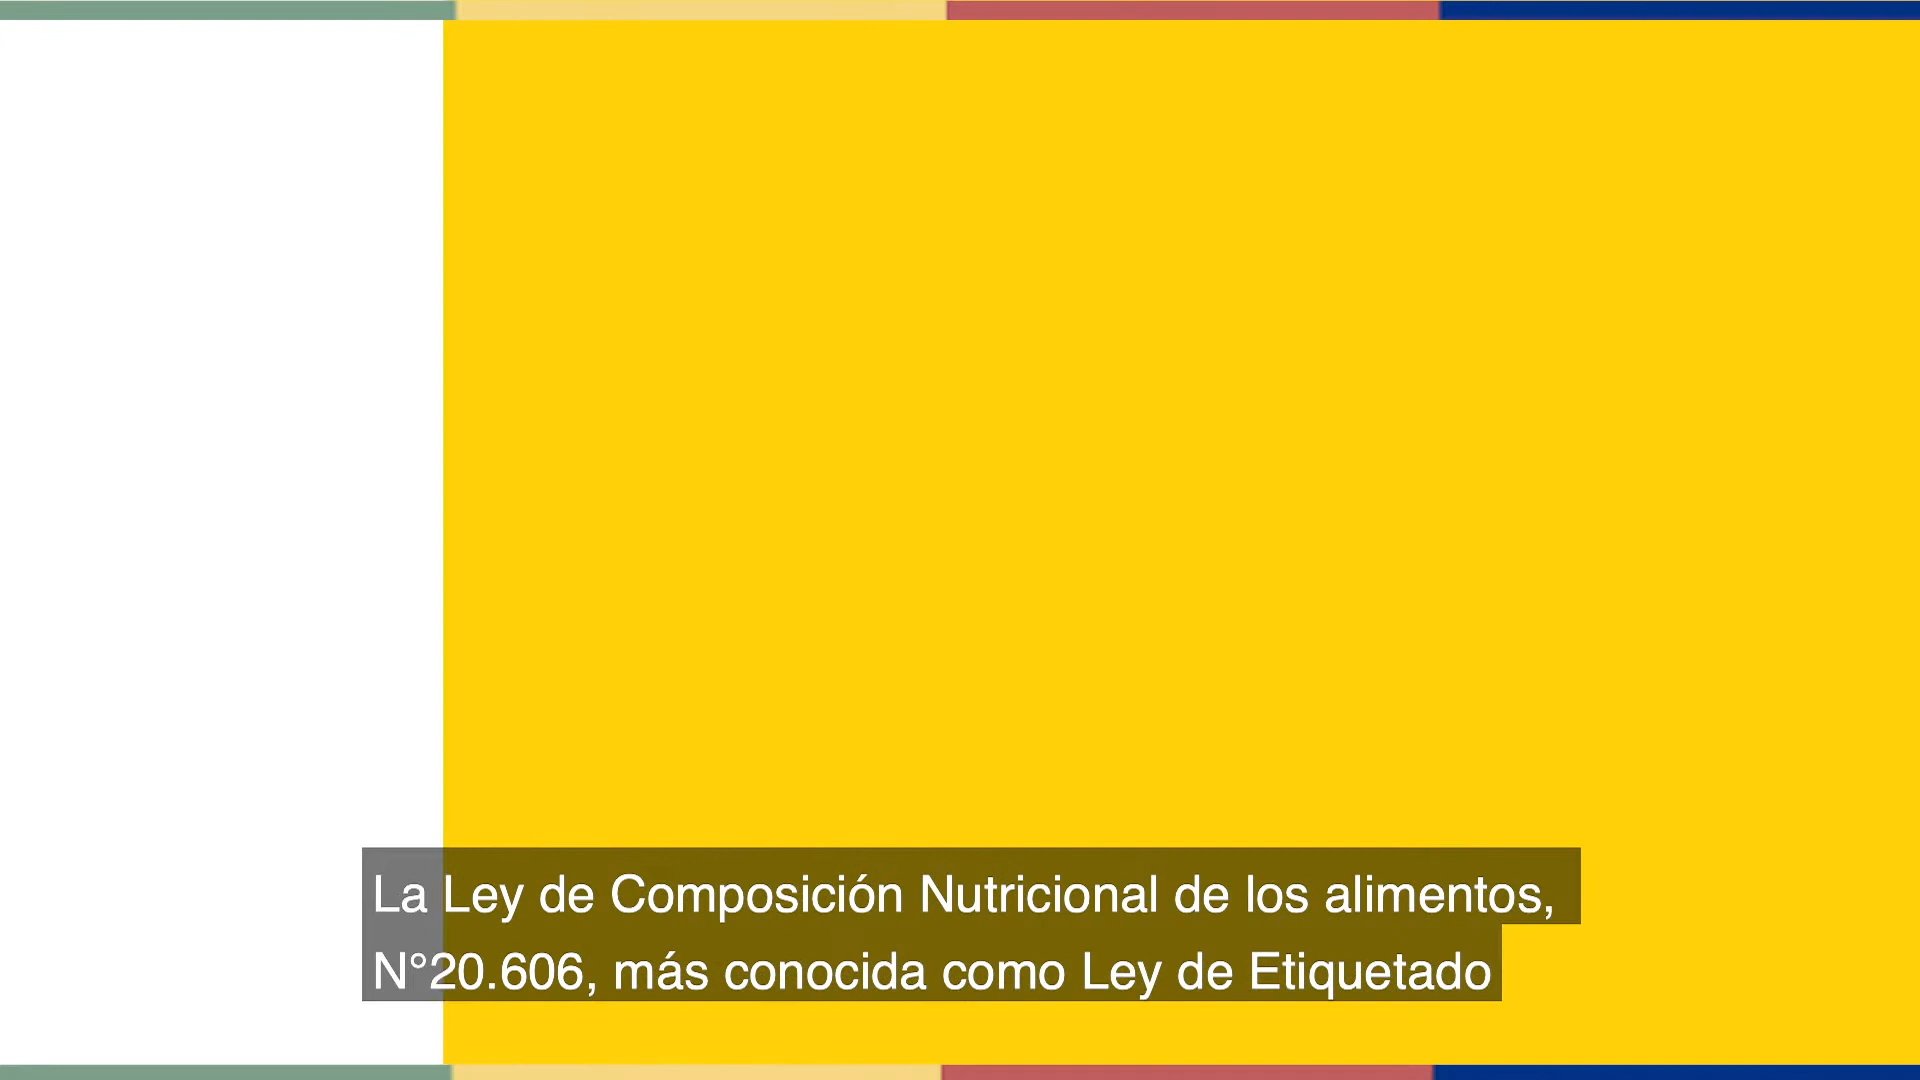 La Ley de Composición Nutricional de los alimentos,
N°20.606, más conocida como Ley de Etiquetado